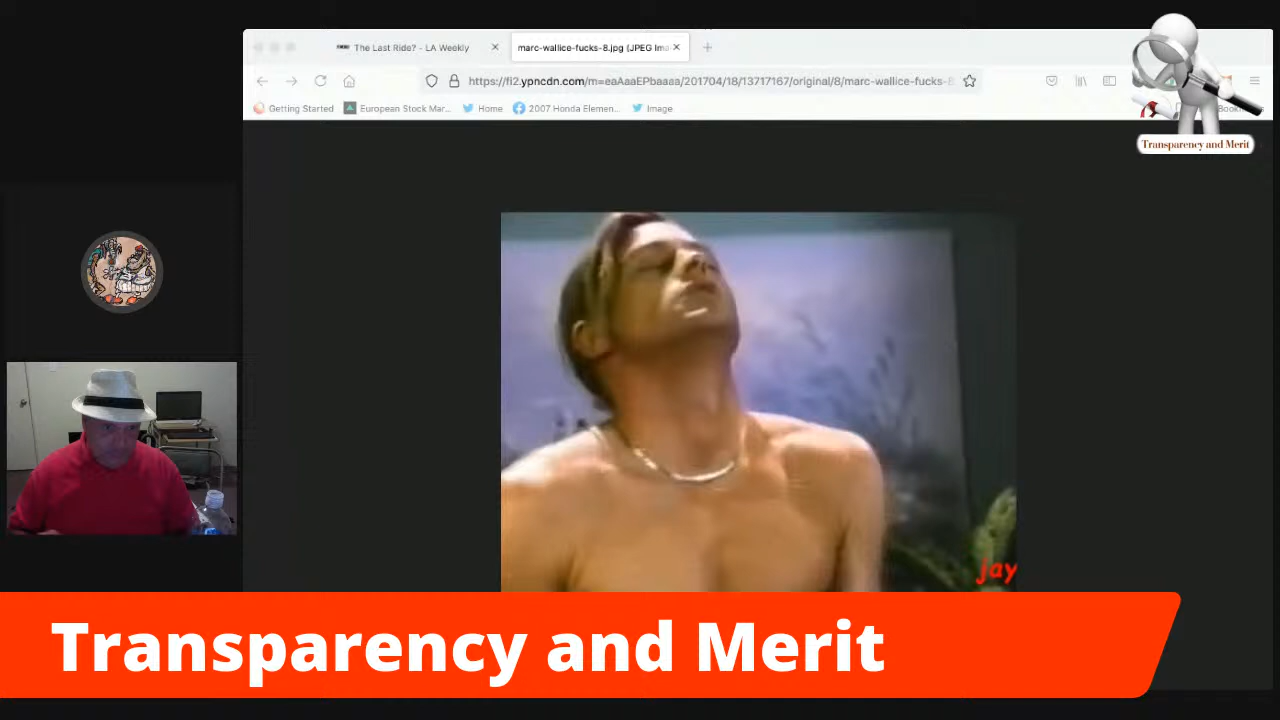 The Last Ride? - LA Weekly
marc-wallice-fucks-8.jpg (JPEG Ima
https://fi2.ypncdn.com/m=eaAaaEPbaaaa/201704/18/13717167/original/8/marc-wallice-fucks-8
Getting Started
European Stock Mar...
Home
2007 Honda Elemen...
Image
Transparency and Merit
jay
Transparency and Merit